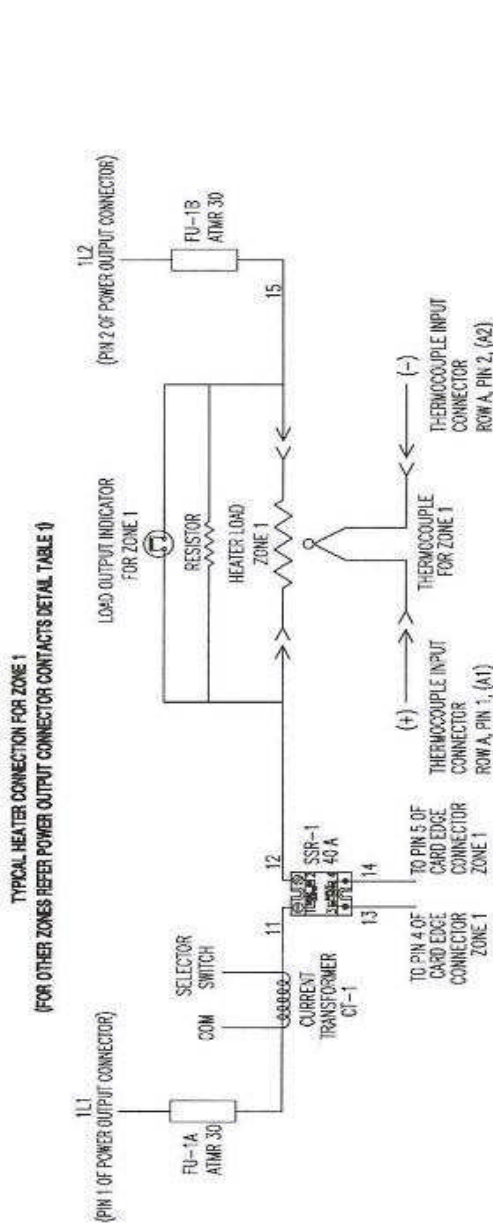 TYPICAL HEATER CONNECTION FOR ZONE 1
(FOR OTHER ZONES REFER POWER OUTPUT CONNECTOR CONTACTS DETAIL TABLE 1)
1L1
(PIN 1 OF POWER OUTPUT CONNECTOR)
FU-1A
ATMR 30
COM
SELECTOR
SWITCH
CURRENT
TRANSFORMER
CT-1
11
12
SSR-1
40 A
13
14
TO PIN 4 OF
CARD EDGE
CONNECTOR
ZONE 1
TO PIN 5 OF
CARD EDGE
CONNECTOR
ZONE 1
LOAD OUTPUT INDICATOR
FOR ZONE 1
RESISTOR
HEATER LOAD
ZONE 1
(+)
THERMOCOUPLE INPUT
CONNECTOR
ROW A, PIN 1, (A1)
THERMOCOUPLE
FOR ZONE 1
(-)
THERMOCOUPLE INPUT
CONNECTOR
ROW A, PIN 2, (A2)
1L2
(PIN 2 OF POWER OUTPUT CONNECTOR)
FU-1B
ATMR 30
15